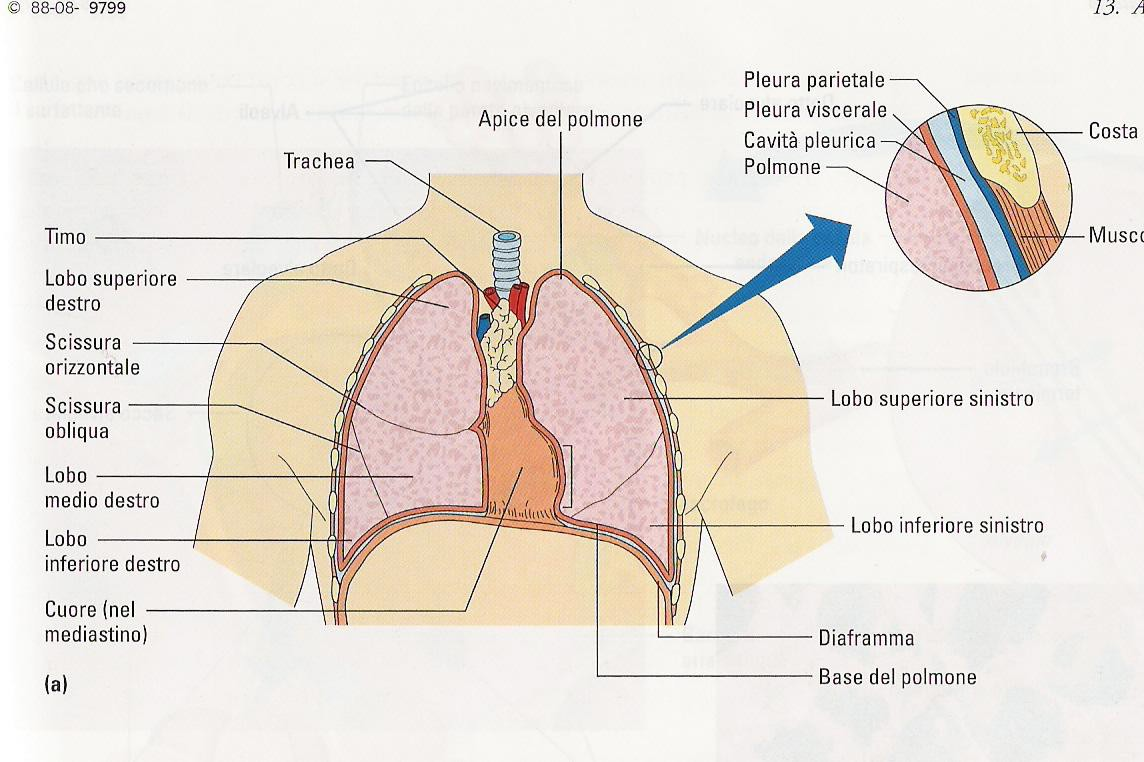 © 88-08- 9799
13. A
Pleura parietale
Pleura viscerale
Cavità pleurica
Polmone
Costa
Musco
Apice del polmone
Trachea
Timo
Lobo superiore
destro
Scissura
orizzontale
Scissura
obliqua
Lobo
medio destro
Lobo
inferiore destro
Cuore (nel
mediastino)
Lobo superiore sinistro
Lobo inferiore sinistro
Diaframma
Base del polmone
(a)